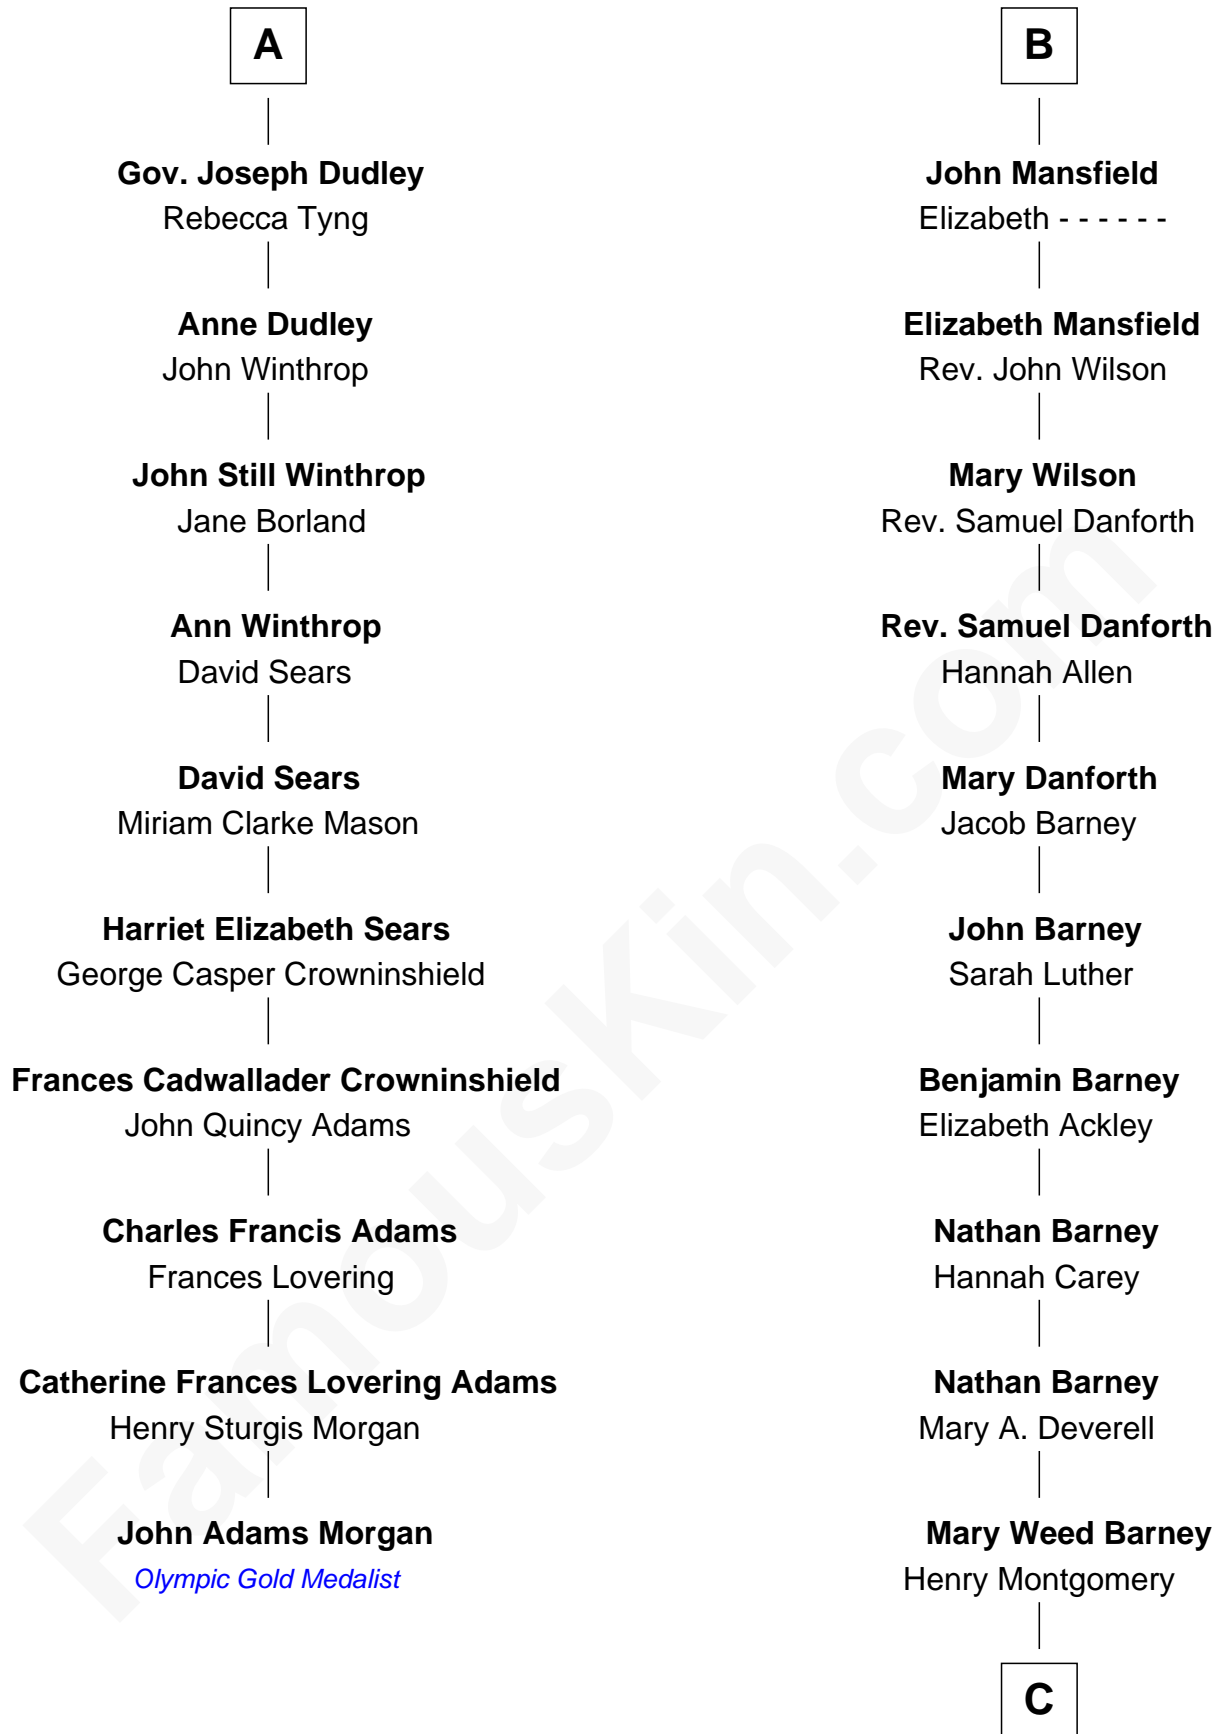 A
Gov. Joseph Dudley
Rebecca Tyng
Anne Dudley
John Winthrop
John Still Winthrop
Jane Borland
Ann Winthrop
David Sears
David Sears
Miriam Clarke Mason
Harriet Elizabeth Sears
George Casper Crowninshield
Frances Cadwallader Crowninshield
John Quincy Adams
Charles Francis Adams
Frances Lovering
Catherine Frances Lovering Adams
Henry Sturgis Morgan
John Adams Morgan
Olympic Gold Medalist
B
John Mansfield
Elizabeth - - - - - -
Elizabeth Mansfield
Rev. John Wilson
Mary Wilson
Rev. Samuel Danforth
Rev. Samuel Danforth
Hannah Allen
Mary Danforth
Jacob Barney
John Barney
Sarah Luther
Benjamin Barney
Elizabeth Ackley
Nathan Barney
Hannah Carey
Nathan Barney
Mary A. Deverell
Mary Weed Barney
Henry Montgomery
C
FamousKin.com